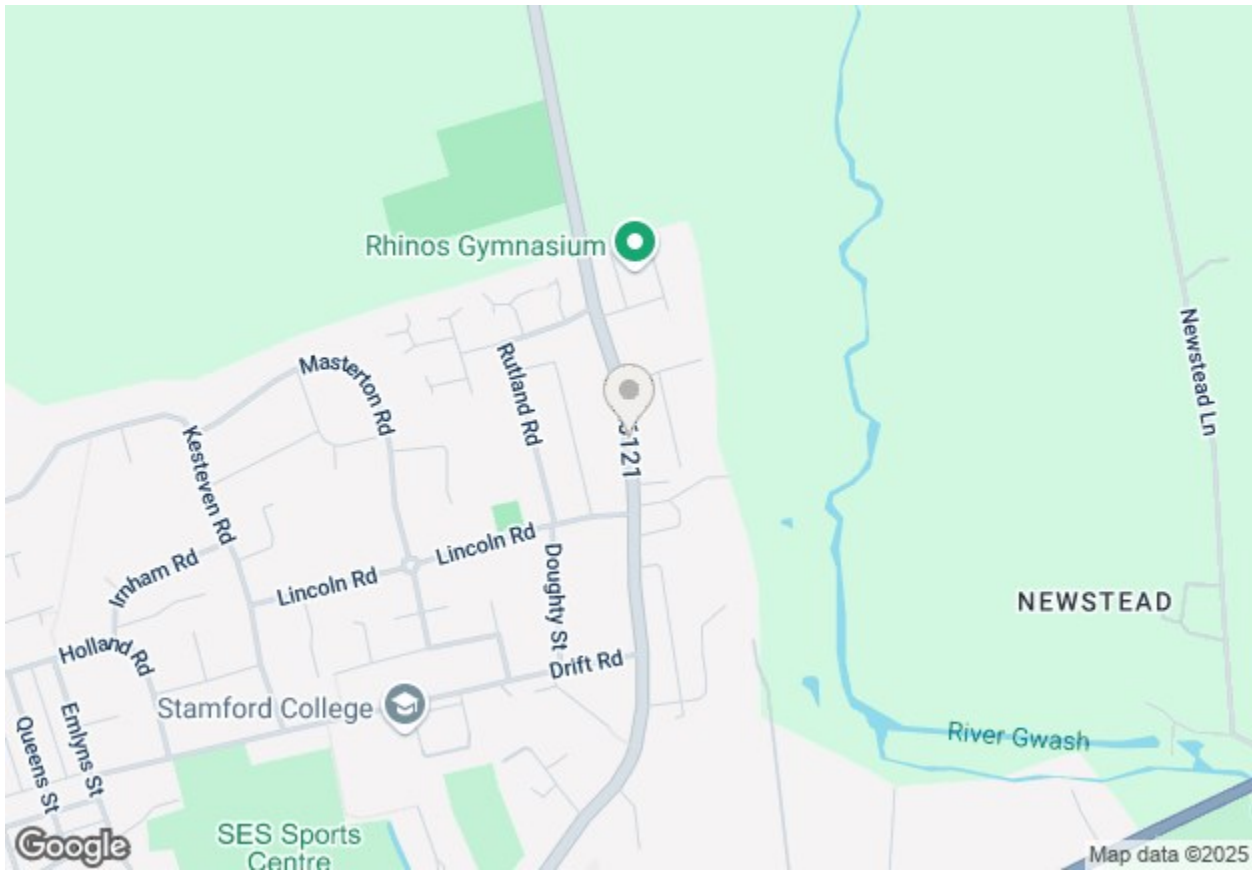 Rhinos Gymnasium
Masterton Rd
Rutland Rd
Newstead Ln
Kesteven Rd
Lincoln Rd
Irnham Rd
Lincoln Rd
Doughty St
NEWSTEAD
Holland Rd
Drift Rd
Stamford College
Emlyns St
Queens St
River Gwash
SES Sports
Centre
Google
Map data ©2025